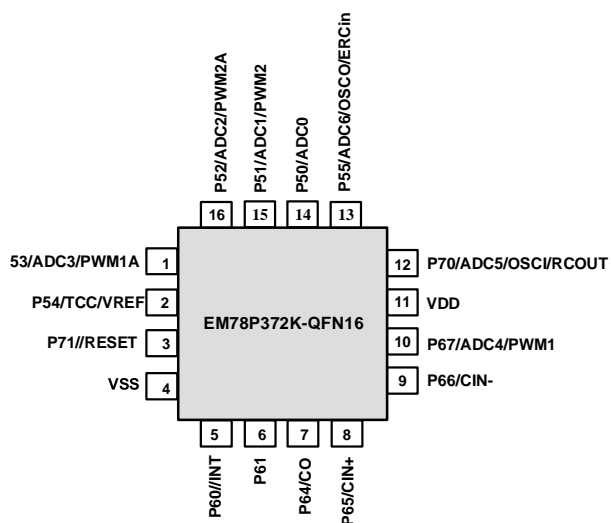 P52/ADC2/PWM2A
P51/ADC1/PWM2
P50/ADC0
P55/ADC6/OSCO/ERCin
16
15
14
13
53/ADC3/PWM1A
1
12
P70/ADC5/OSCI/RCOUT
P54/TCC/VREF
2
11
VDD
EM78P372K-QFN16
P71//RESET
3
10
P67/ADC4/PWM1
VSS
4
9
P66/CIN-
5
6
7
8
P60//INT
P61
P64/CO
P65/CIN+